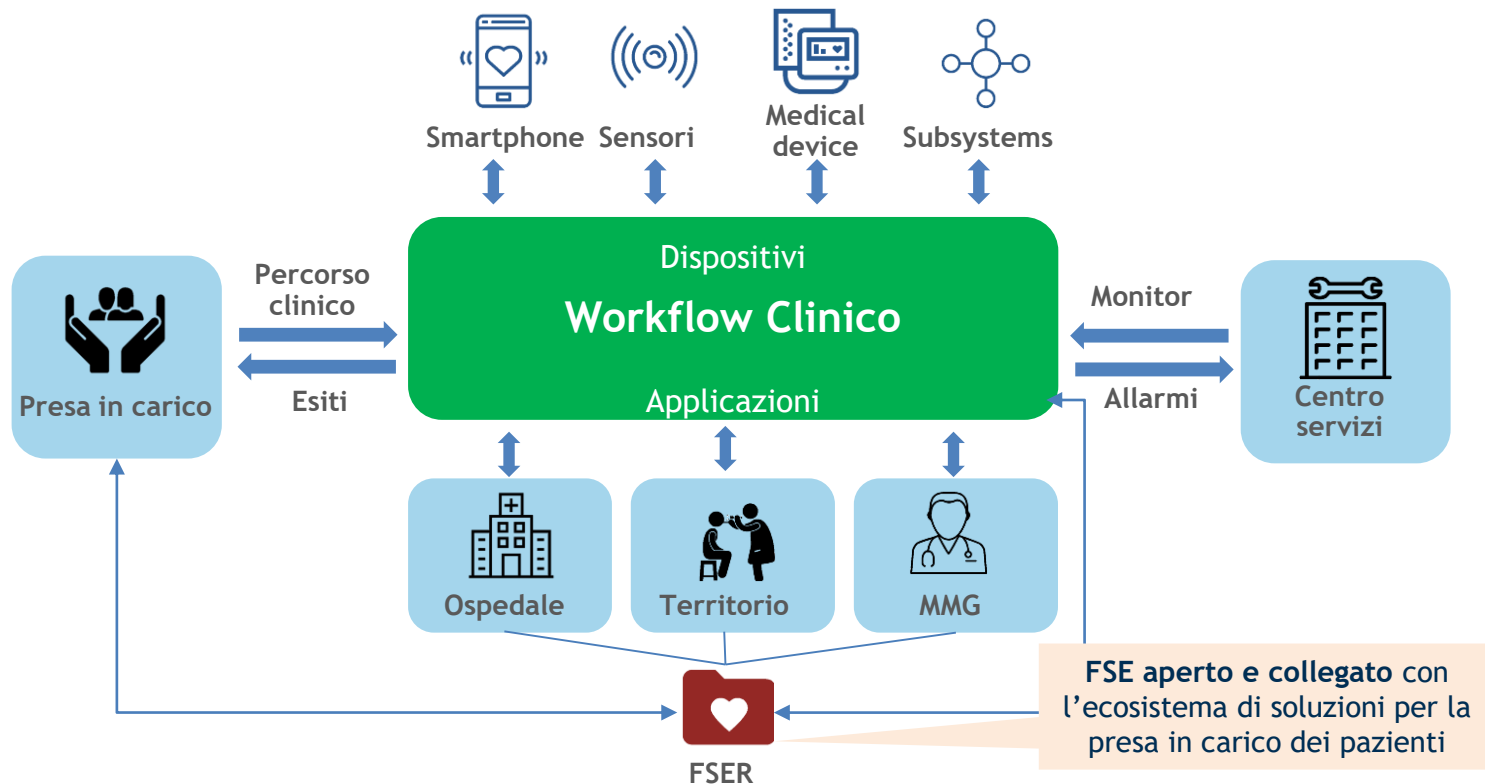 Smartphone
Sensori
Medical
device
Subsystems
Dispositivi
Workflow Clinico
Applicazioni
Percorso
clinico
Esiti
Presa in carico
Monitor
Allarmi
Centro
servizi
Ospedale
Territorio
MMG
FSE aperto e collegato con
l’ecosistema di soluzioni per la
presa in carico dei pazienti
FSER